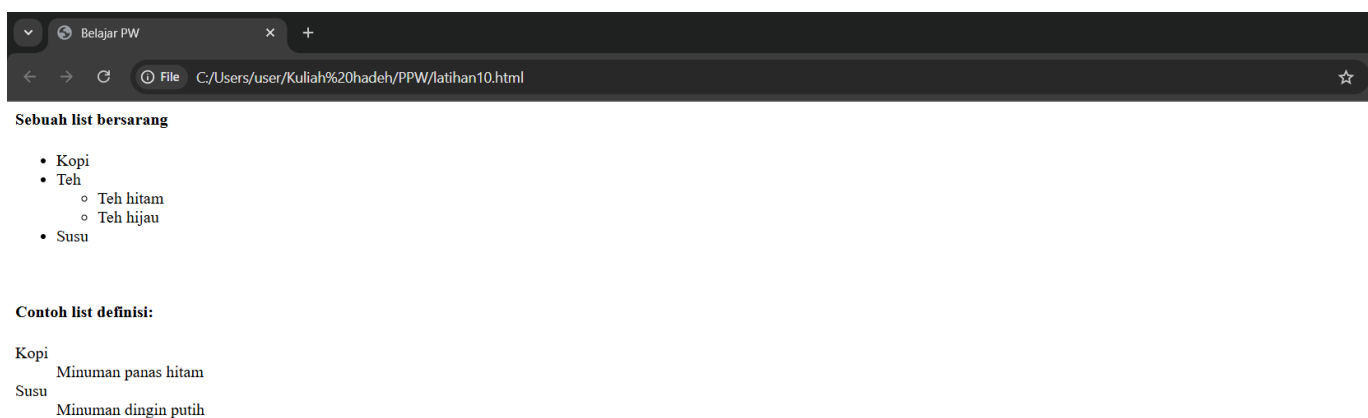 Belajar PW
File C:/Users/user/Kuliah%20hadeh/PPW/latihan10.html
Sebuah list bersarang
Kopi
Teh
Teh hitam
Teh hijau
Susu
Contoh list definisi:
Kopi
Minuman panas hitam
Susu
Minuman dingin putih